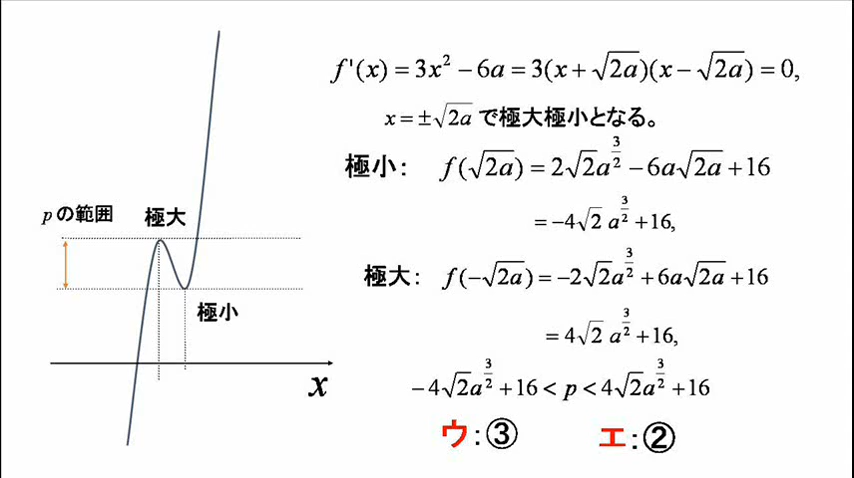 f'(x) = 3x² − 6a = 3(x + √2a)(x − √2a) = 0,
x = ±√2a で極大極小となる。
極小： f(√2a) = 2√2a^(3/2) − 6a√2a + 16
= −4√2 a^(3/2) + 16,
極大： f(−√2a) = −2√2a^(3/2) + 6a√2a + 16
= 4√2 a^(3/2) + 16,
−4√2a^(3/2) + 16 < p < 4√2a^(3/2) + 16
ウ：③ エ：②
pの範囲
極大
極小
x